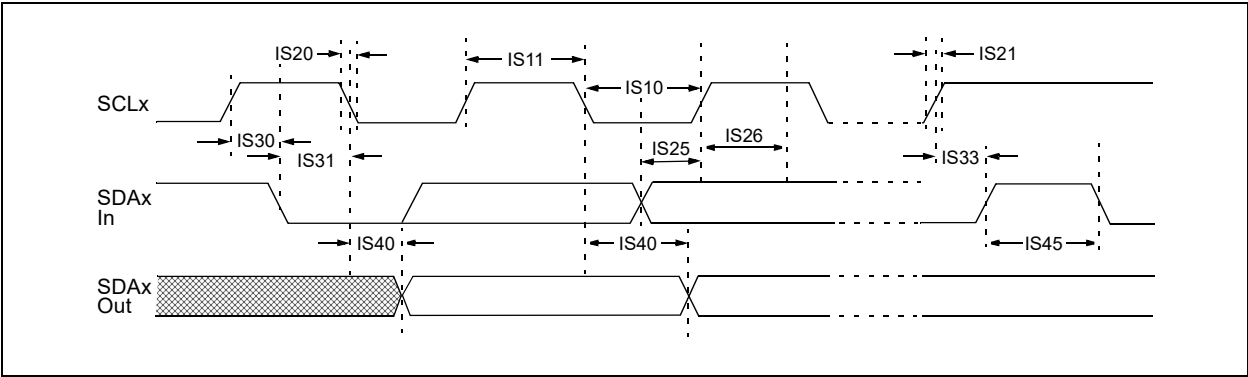 IS20
IS11
IS21
SCLx
IS10
IS30
IS31
IS25
IS26
IS33
SDAx
In
IS40
IS40
IS45
SDAx
Out